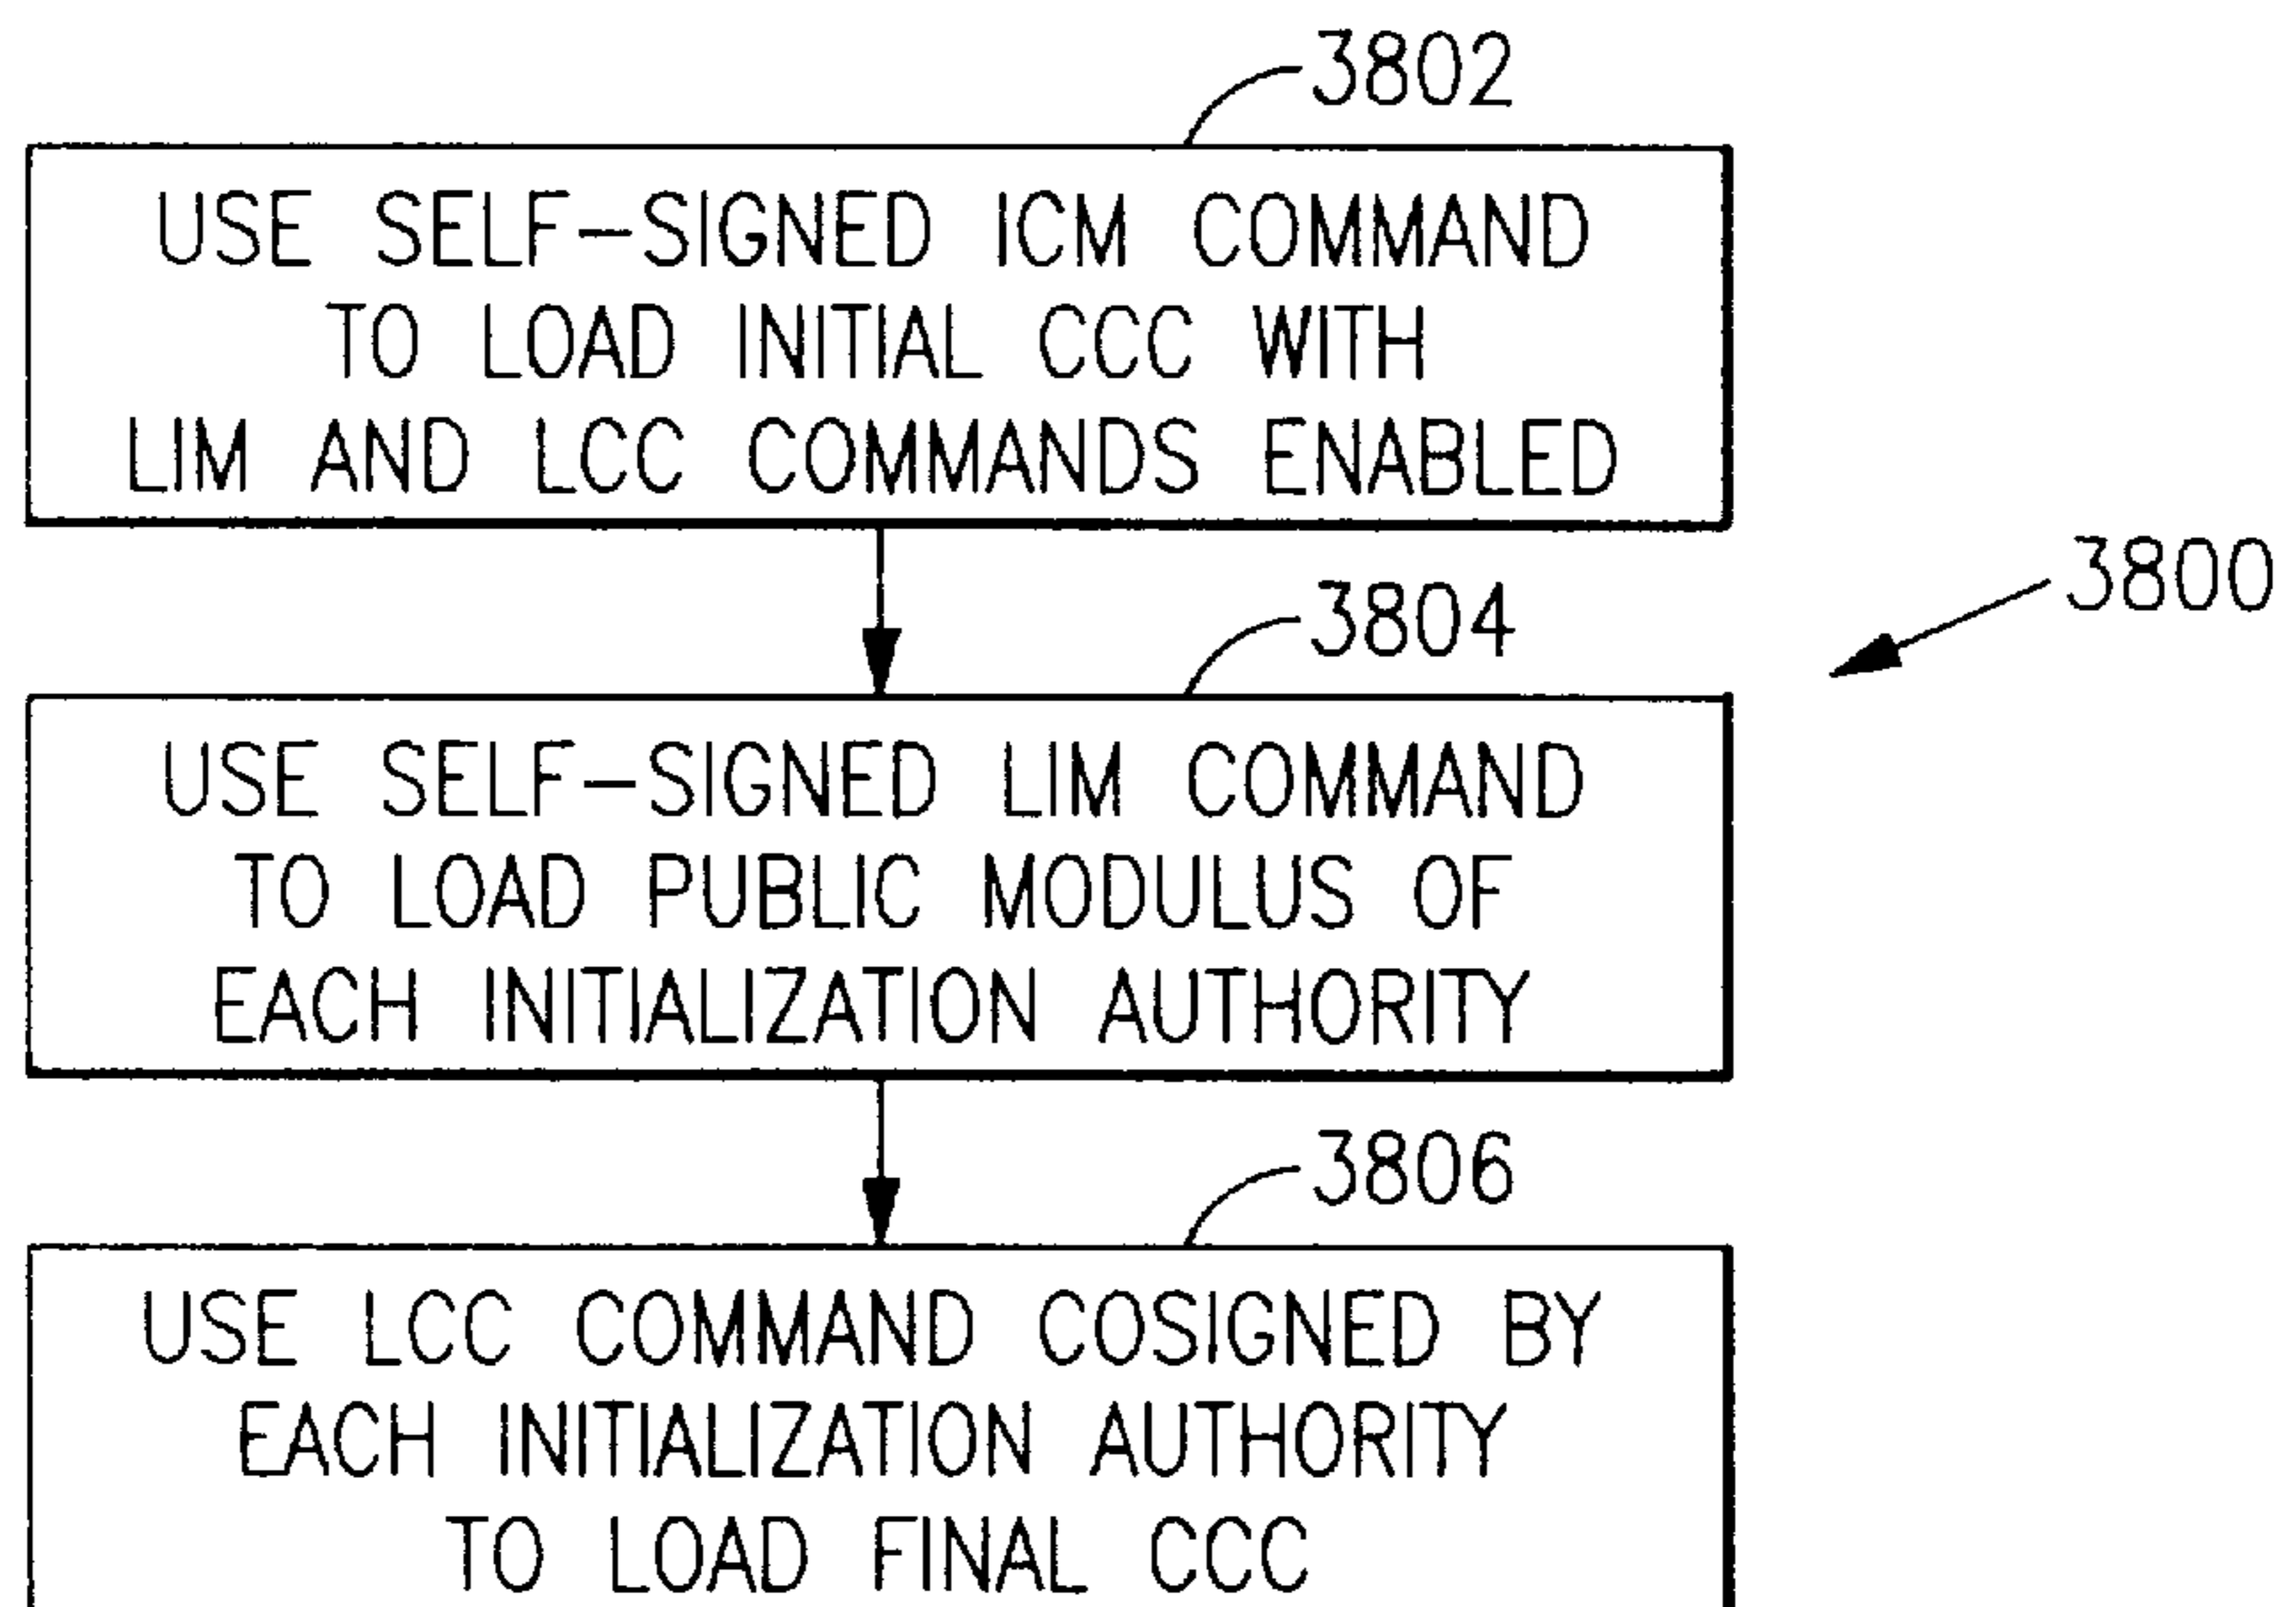 3802
USE SELF-SIGNED ICM COMMAND
TO LOAD INITIAL CCC WITH
LIM AND LCC COMMANDS ENABLED
3800
3804
USE SELF-SIGNED LIM COMMAND
TO LOAD PUBLIC MODULUS OF
EACH INITIALIZATION AUTHORITY
3806
USE LCC COMMAND COSIGNED BY
EACH INITIALIZATION AUTHORITY
TO LOAD FINAL CCC